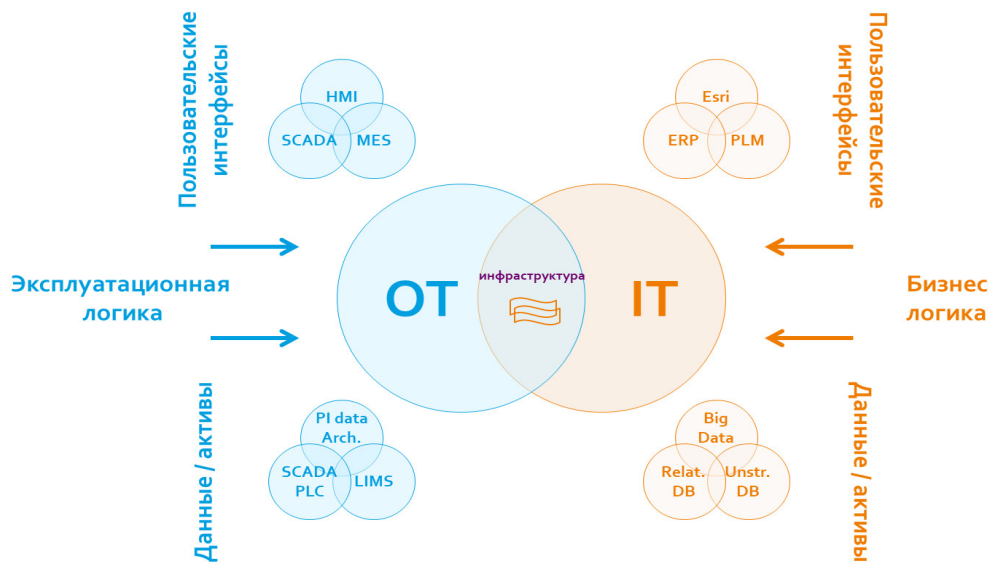 Пользовательские
интерфейсы
HMI
SCADA
MES
Esri
ERP
PLM
Пользовательские
интерфейсы
Эксплуатационная
логика
OT
инфраструктура
IT
Бизнес
логика
Данные / активы
PI data
Arch.
SCADA
PLC
LIMS
Big
Data
Relat.
DB
Unstr.
DB
Данные / активы